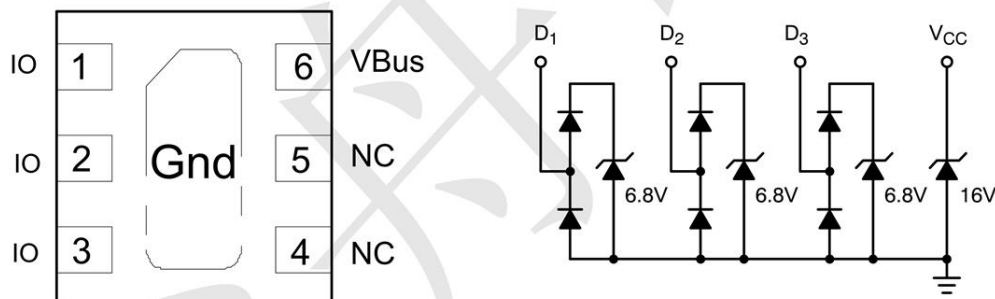 IO 1 6 VBus
IO 2 Gnd 5 NC
IO 3 4 NC
D1 D2 D3 VCC
6.8V 6.8V 6.8V 16V